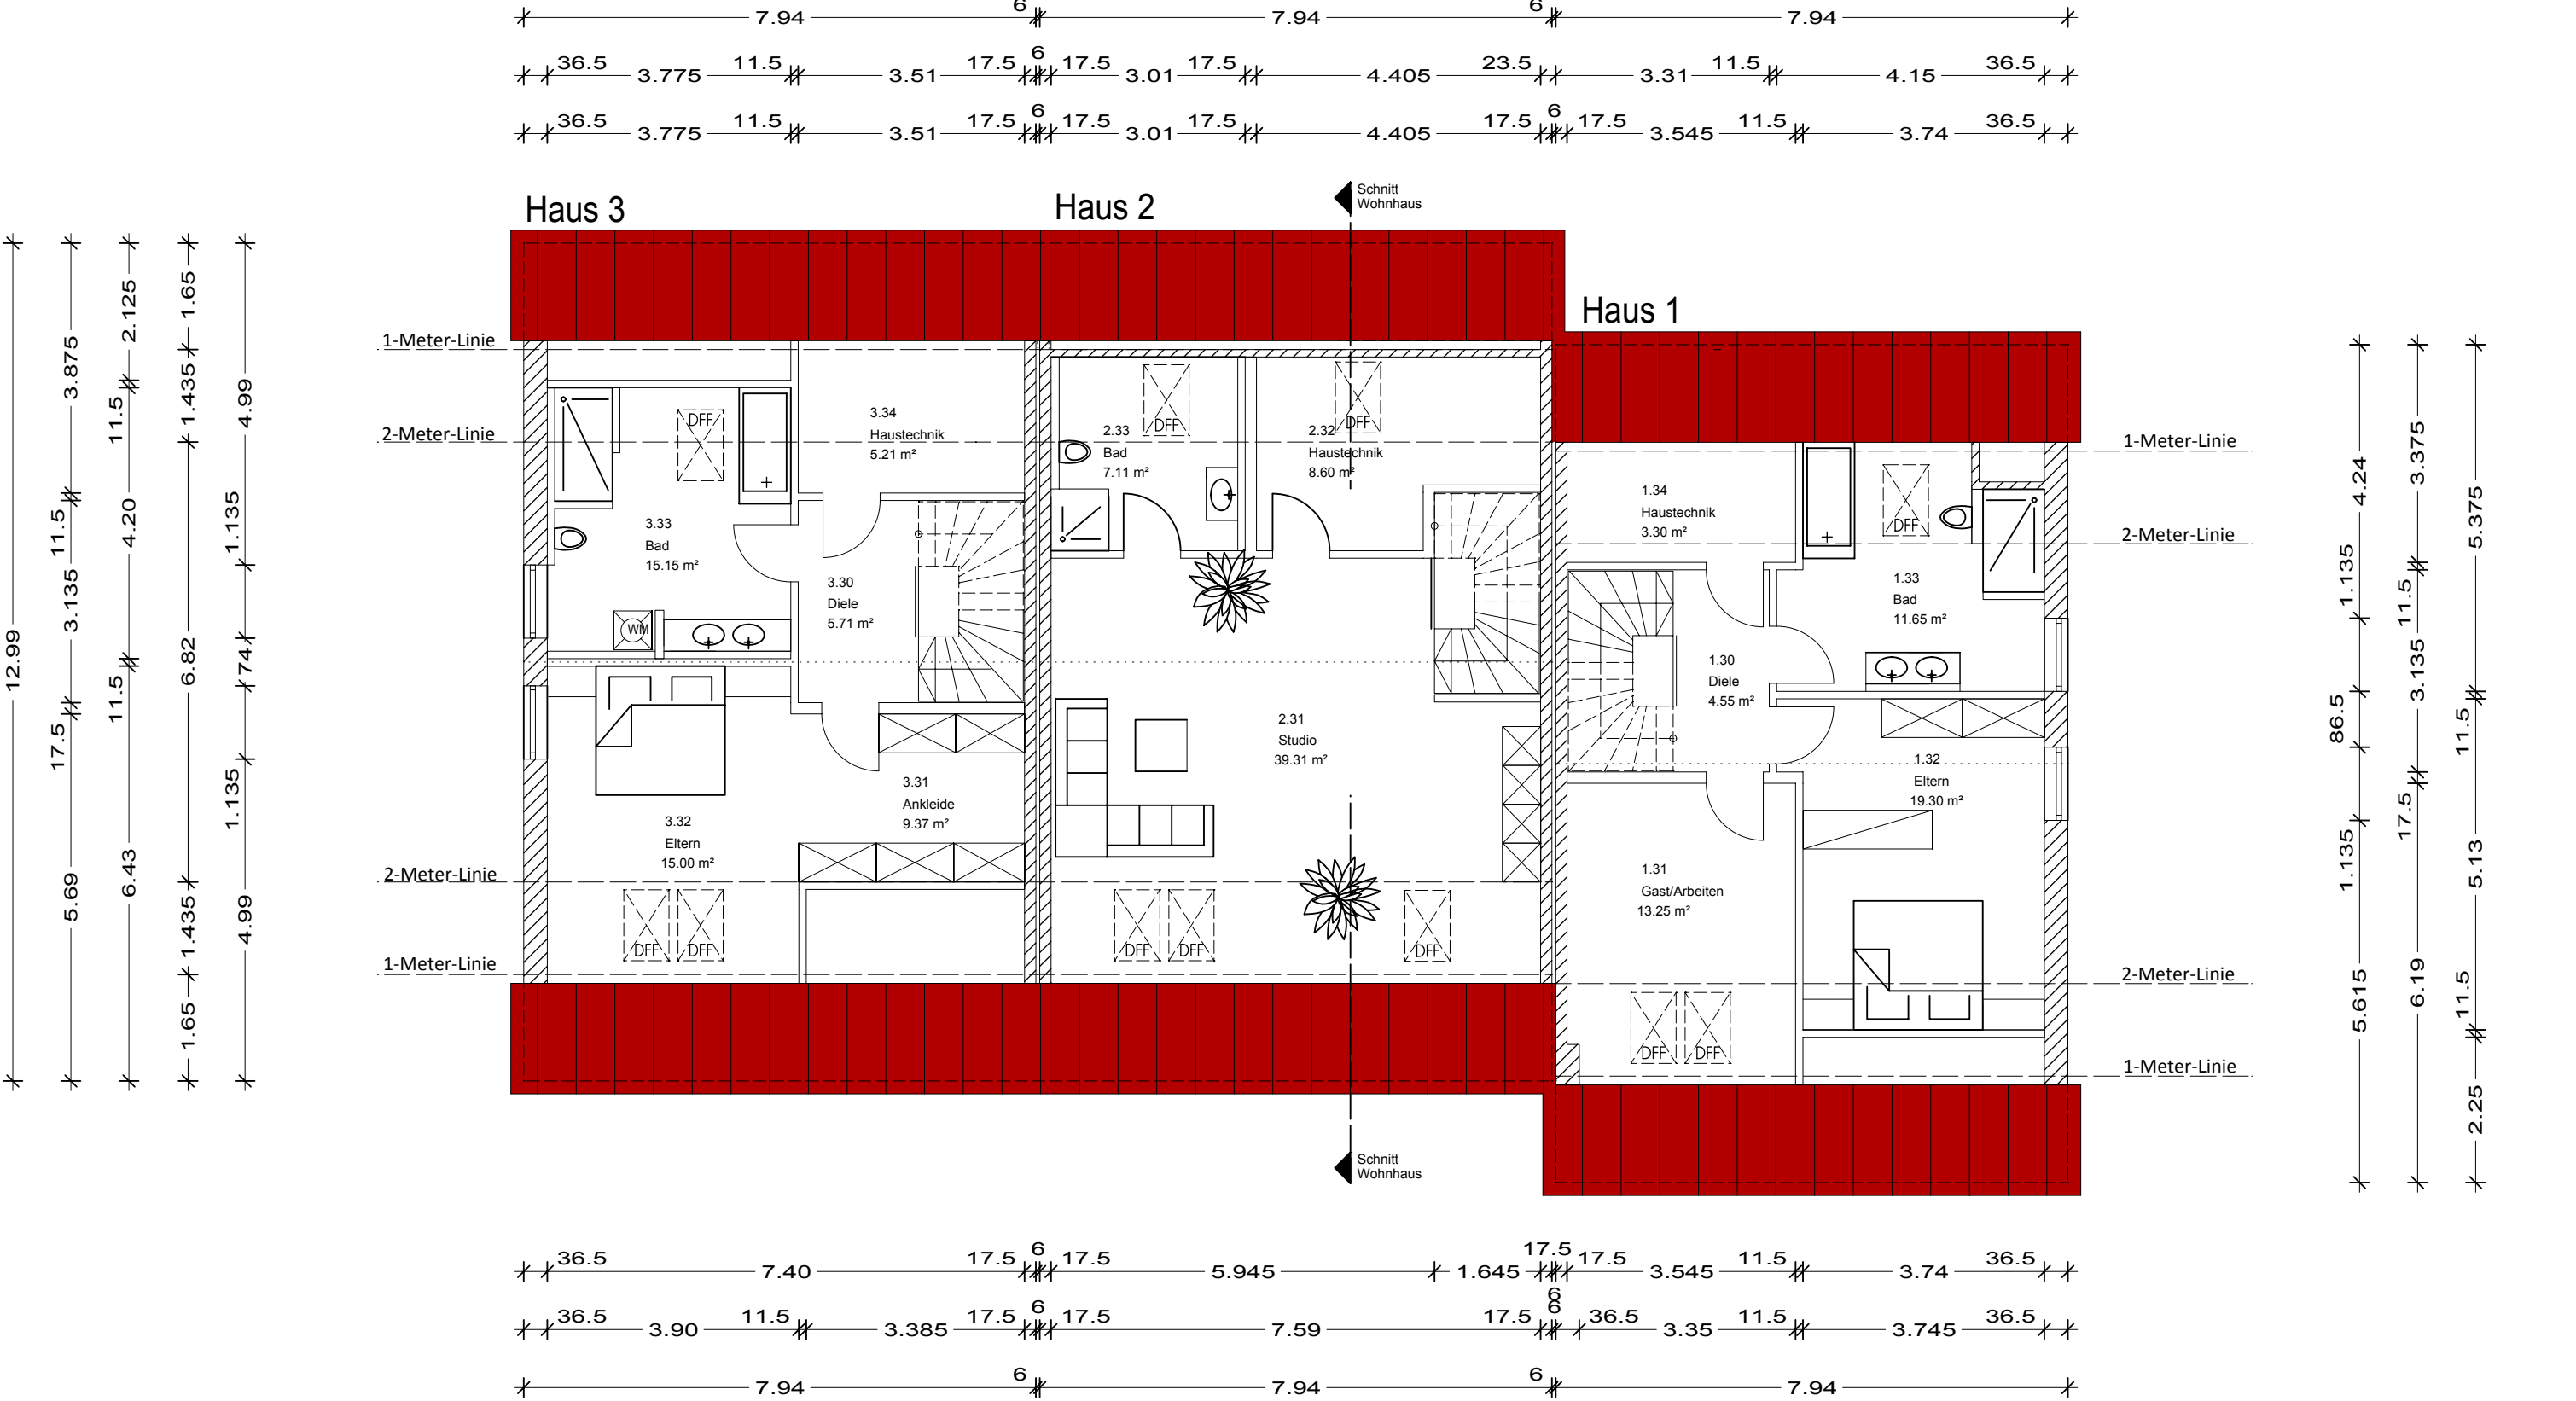 6 6
7.94 7.94 7.94
36.5 3.775 11.5 3.51 17.5 6 17.5 3.01 17.5 4.405 23.5 3.31 11.5 4.15 36.5
36.5 3.775 11.5 3.51 17.5 6 17.5 3.01 17.5 4.405 17.5 6 17.5 3.545 11.5 3.74 36.5
Haus 3
Haus 2
Schnitt
Wohnhaus
Haus 1
12.99
3.875
11.5
3.135
17.5
5.69
2.125
11.5
4.20
11.5
6.43
1.65
1.435
6.82
1.435
1.65
4.99
1.135
74
1.135
4.99
1-Meter-Linie
2-Meter-Linie
2-Meter-Linie
1-Meter-Linie
DFF
3.34
Haustechnik
5.21 m²
3.33
Bad
15.15 m²
WM
3.30
Diele
5.71 m²
3.31
Ankleide
9.37 m²
3.32
Eltern
15.00 m²
DFF DFF
DFF
DFF
2.33
Bad
7.11 m²
2.32
Haustechnik
8.60 m²
2.31
Studio
39.31 m²
DFF DFF DFF
1.34
Haustechnik
3.30 m²
DFF
1.33
Bad
11.65 m²
1.30
Diele
4.55 m²
1.32
Eltern
19.30 m²
1.31
Gast/Arbeiten
13.25 m²
DFF DFF
1-Meter-Linie
2-Meter-Linie
2-Meter-Linie
1-Meter-Linie
4.24
1.135
86.5
1.135
5.615
3.375
11.5
3.135
17.5
6.19
5.375
11.5
5.13
11.5
2.25
Schnitt
Wohnhaus
36.5 7.40 17.5 6 17.5 5.945 1.645 17.5 6 17.5 3.545 11.5 3.74 36.5
36.5 3.90 11.5 3.385 17.5 6 17.5 7.59 17.5 6 36.5 3.35 11.5 3.745 36.5
7.94 6 7.94 6 7.94